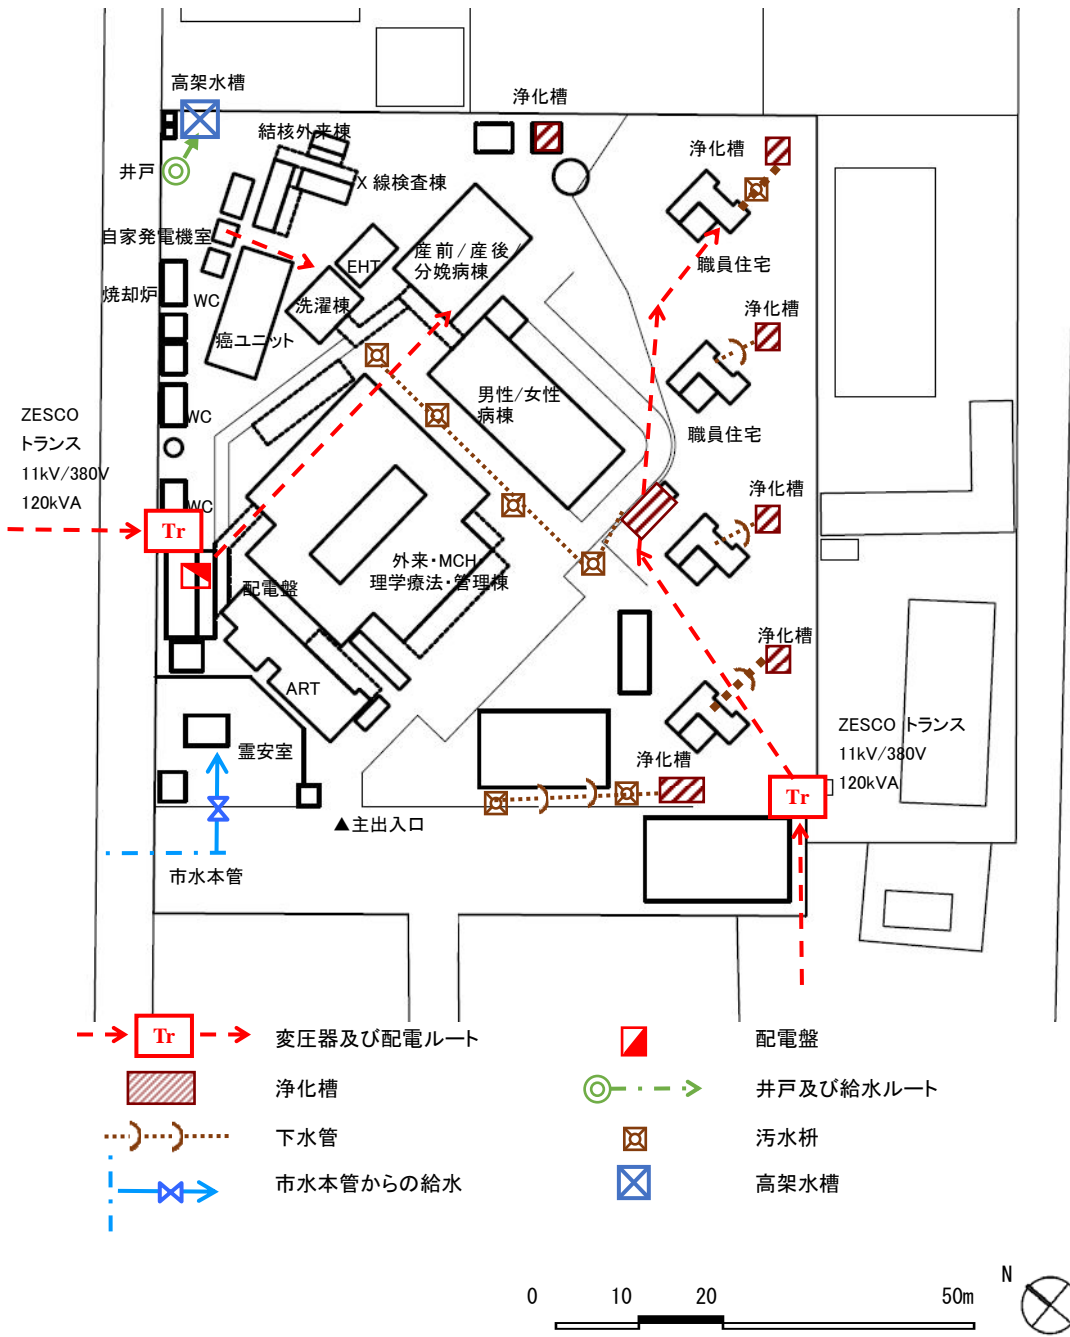 高架水槽
浄化槽
結核外来棟
浄化槽
井戸
X 線検査棟
自家発電機室
EHT
産前/産後
分娩病棟
職員住宅
焼却炉
WC
洗濯棟
浄化槽
癌ユニット
男性/女性
病棟
ZESCO
トランス
11kV/380V
120kVA
WC
職員住宅
浄化槽
WC
Tr
配電盤
外来・MCH
理学療法・管理棟
浄化槽
ART
霊安室
浄化槽
ZESCO トランス
11kV/380V
120kVA
Tr
▲主出入口
市水本管
Tr
変圧器及び配電ルート
配電盤
浄化槽
井戸及び給水ルート
下水管
汚水枡
市水本管からの給水
高架水槽
N
0 10 20 50m